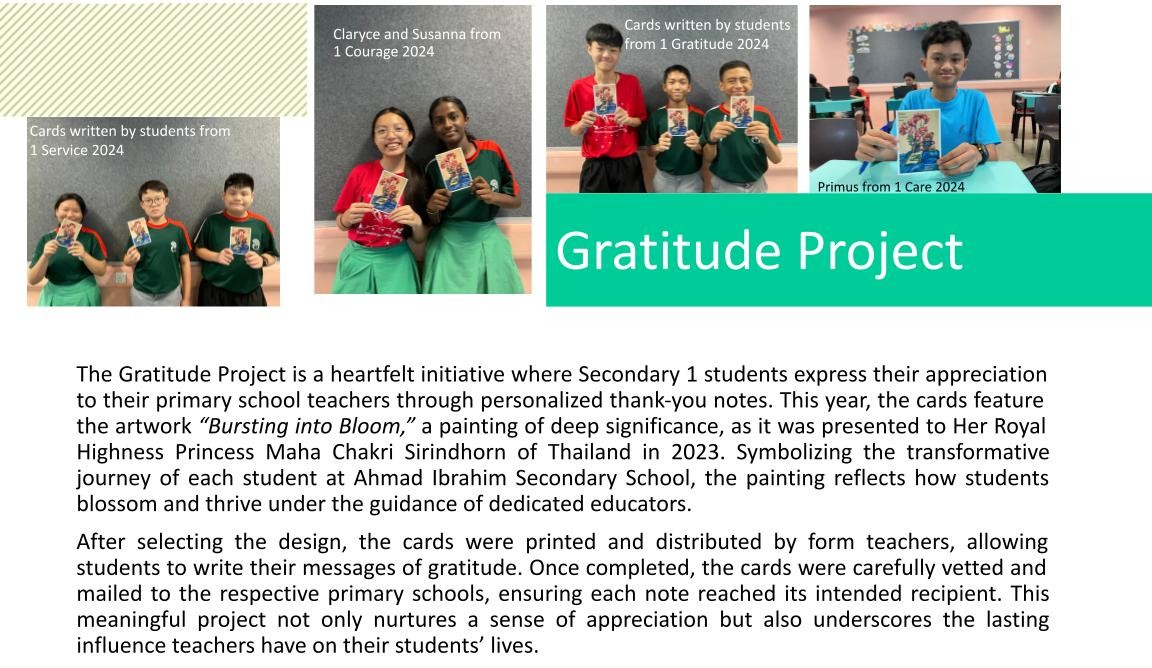 Cards written by students from
1 Service 2024
Claryce and Susanna from
1 Courage 2024
Cards written by students
from 1 Gratitude 2024
Primus from 1 Care 2024
Gratitude Project
The Gratitude Project is a heartfelt initiative where Secondary 1 students express their appreciation
to their primary school teachers through personalized thank-you notes. This year, the cards feature
the artwork “Bursting into Bloom,” a painting of deep significance, as it was presented to Her Royal
Highness Princess Maha Chakri Sirindhorn of Thailand in 2023. Symbolizing the transformative
journey of each student at Ahmad Ibrahim Secondary School, the painting reflects how students
blossom and thrive under the guidance of dedicated educators.
After selecting the design, the cards were printed and distributed by form teachers, allowing
students to write their messages of gratitude. Once completed, the cards were carefully vetted and
mailed to the respective primary schools, ensuring each note reached its intended recipient. This
meaningful project not only nurtures a sense of appreciation but also underscores the lasting
influence teachers have on their students’ lives.